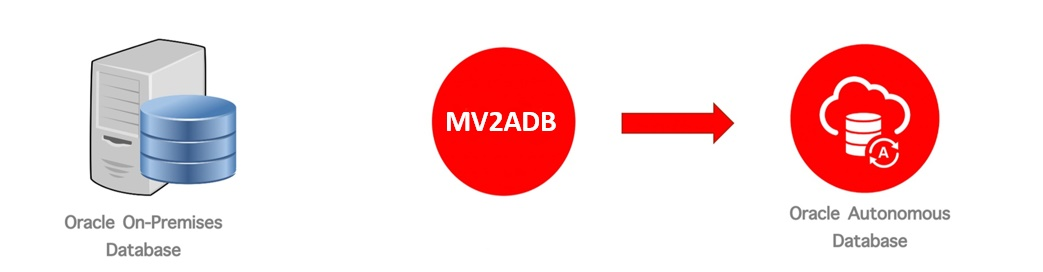 MV2ADB
A
Oracle On-Premises
Database
Oracle Autonomous
Database